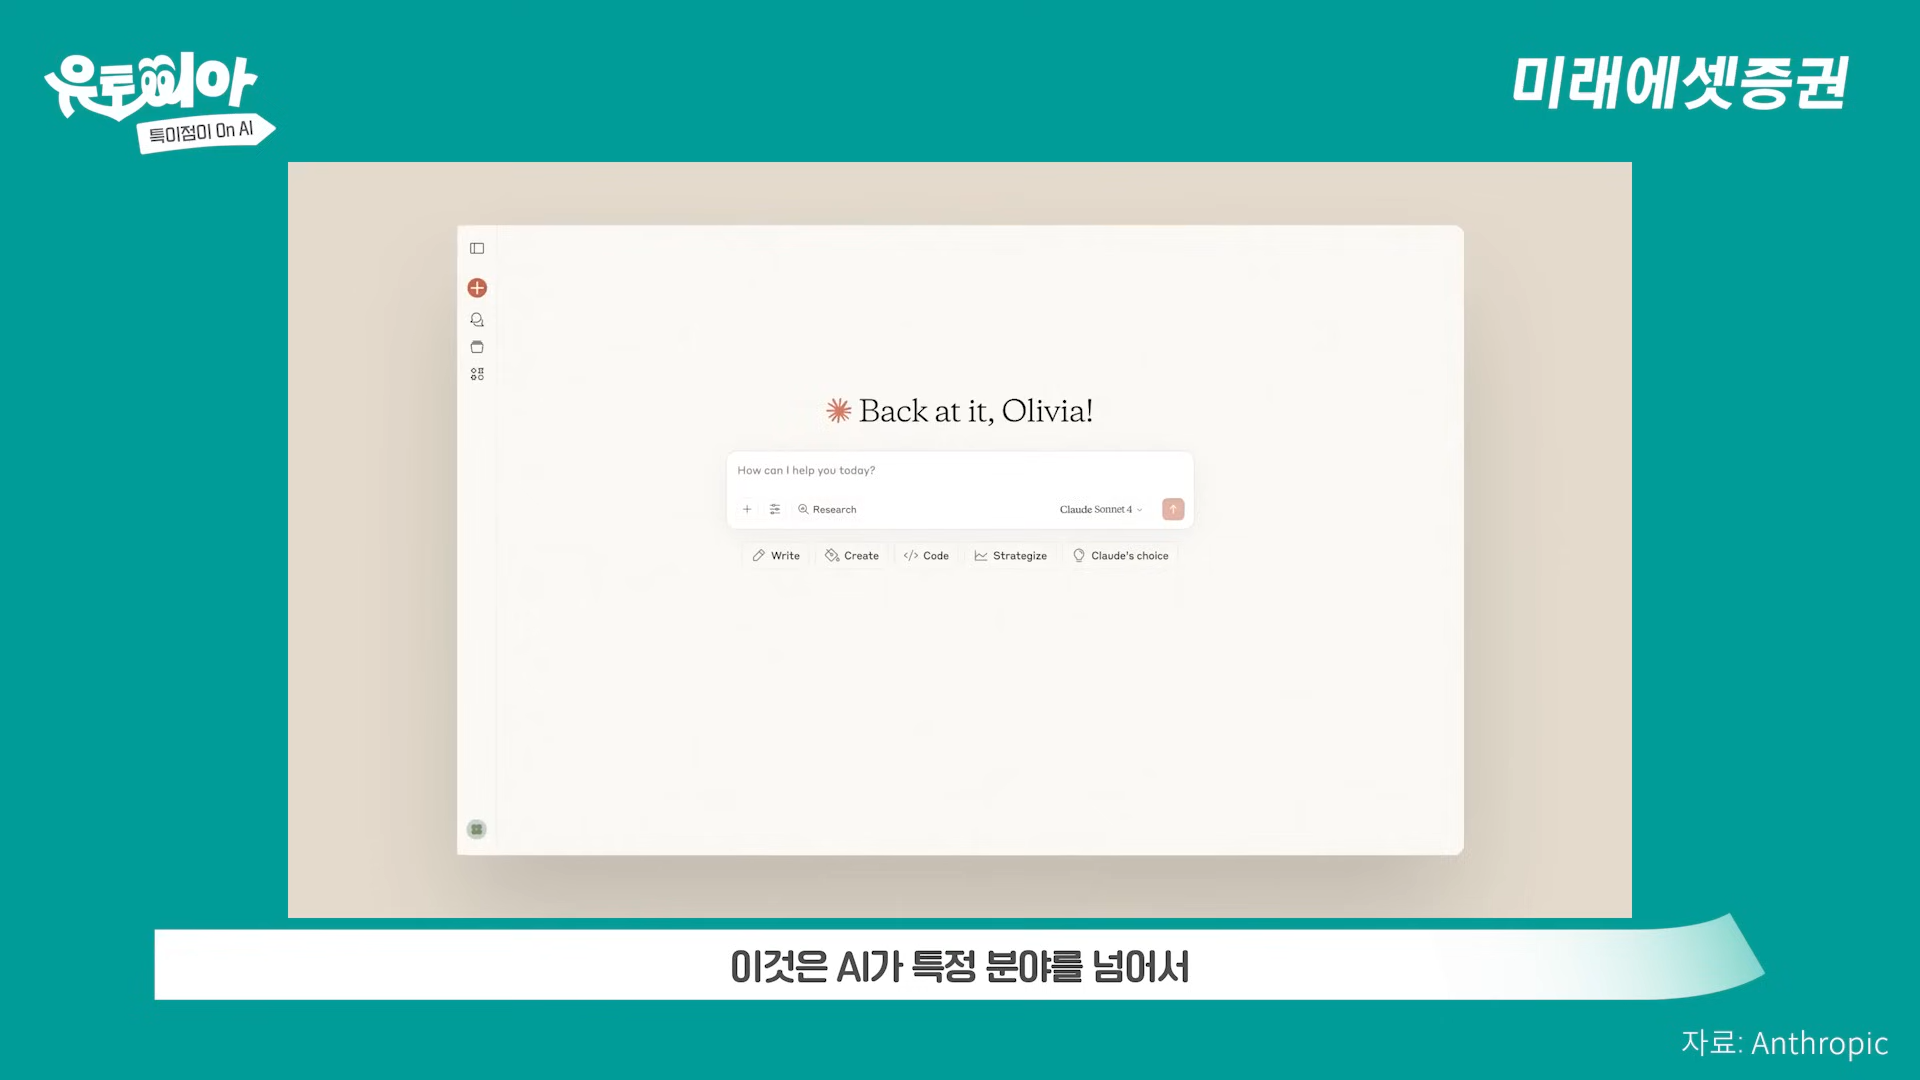 유토피아
특이점이 On AI
미래에셋증권
Back at it, Olivia!
How can I help you today?
Research
Claude Sonnet 4
Write
Create
Code
Strategize
Claude's choice
이것은 AI가 특정 분야를 넘어서
자료: Anthropic